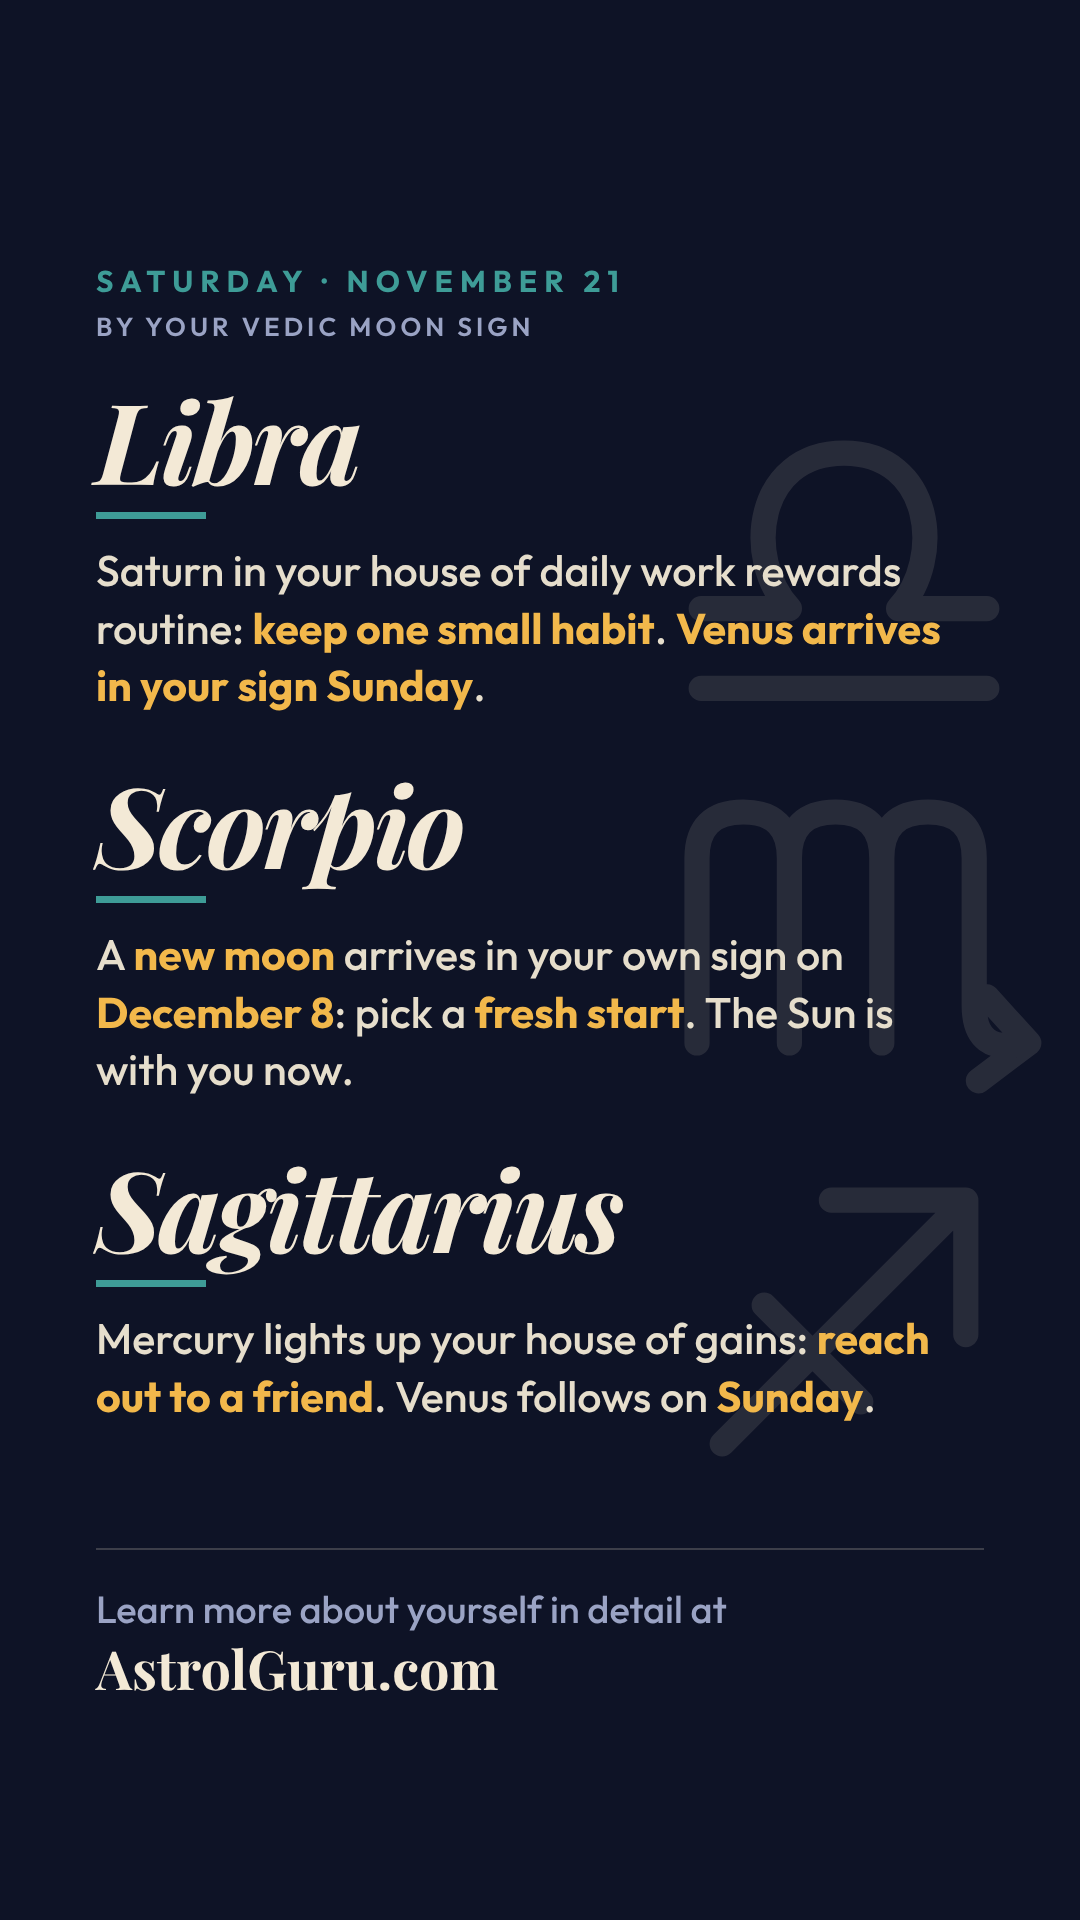 SATURDAY · NOVEMBER 21
BY YOUR VEDIC MOON SIGN
Libra
Saturn in your house of daily work rewards
routine: keep one small habit. Venus arrives
in your sign Sunday.
Scorpio
A new moon arrives in your own sign on
December 8: pick a fresh start. The Sun is
with you now.
Sagittarius
Mercury lights up your house of gains: reach
out to a friend. Venus follows on Sunday.
Learn more about yourself in detail at
AstrolGuru.com